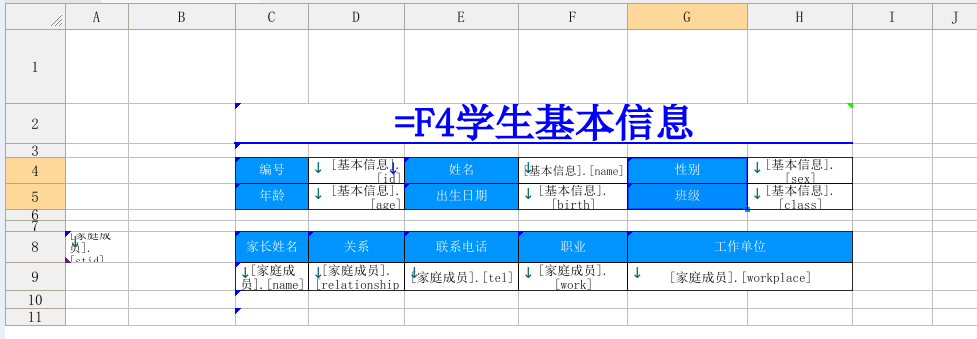 A B C D E F G H I J
1
2 =F4学生基本信息
3
4 编号 [基本信息].[id] 姓名 [基本信息].[name] 性别 [基本信息].[sex]
5 年龄 [基本信息].[age] 出生日期 [基本信息].[birth] 班级 [基本信息].[class]
6
7
8 [家庭成员].[stid] 家长姓名 关系 联系电话 职业 工作单位
9 [家庭成员].[name] [家庭成员].[relationship [家庭成员].[tel] [家庭成员].[work] [家庭成员].[workplace]
10
11